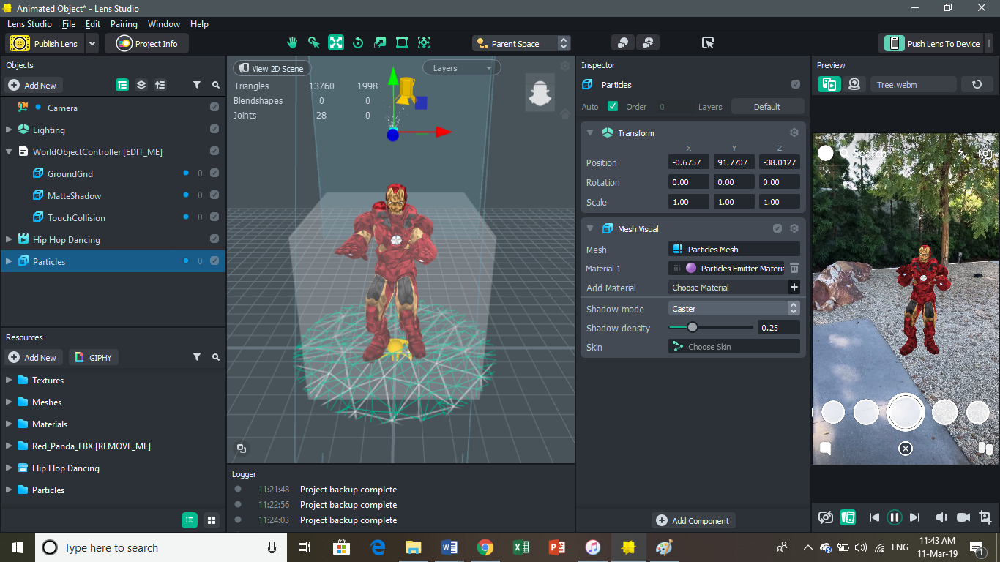 Animated Object* - Lens Studio
Lens Studio File Edit Pairing Window Help
Publish Lens Project Info Parent Space Push Lens To Device
Objects
Add New
Camera
Lighting
WorldObjectController [EDIT_ME]
GroundGrid 0
MatteShadow 0
TouchCollision 0
Hip Hop Dancing
Particles 0
Resources
Add New GIPHY
Textures
Meshes
Materials
Red_Panda_FBX [REMOVE_ME]
Hip Hop Dancing
Particles
View 2D Scene Layers
Triangles 13760 1998
Blendshapes 0 0
Joints 28 0
Logger
11:21:48 Project backup complete
11:22:56 Project backup complete
11:24:03 Project backup complete
Inspector
Particles
Auto Order 0 Layers Default
Transform
X Y Z
Position -0.6757 91.7707 -38.0127
Rotation 0.00 0.00 0.00
Scale 1.00 1.00 1.00
Mesh Visual
Mesh Particles Mesh
Material 1 Particles Emitter Materia
Add Material Choose Material
Shadow mode Caster
Shadow density 0.25
Skin Choose Skin
Add Component
Preview
Tree.webm
Search
Type here to search
ENG
11:43 AM
11-Mar-19
1